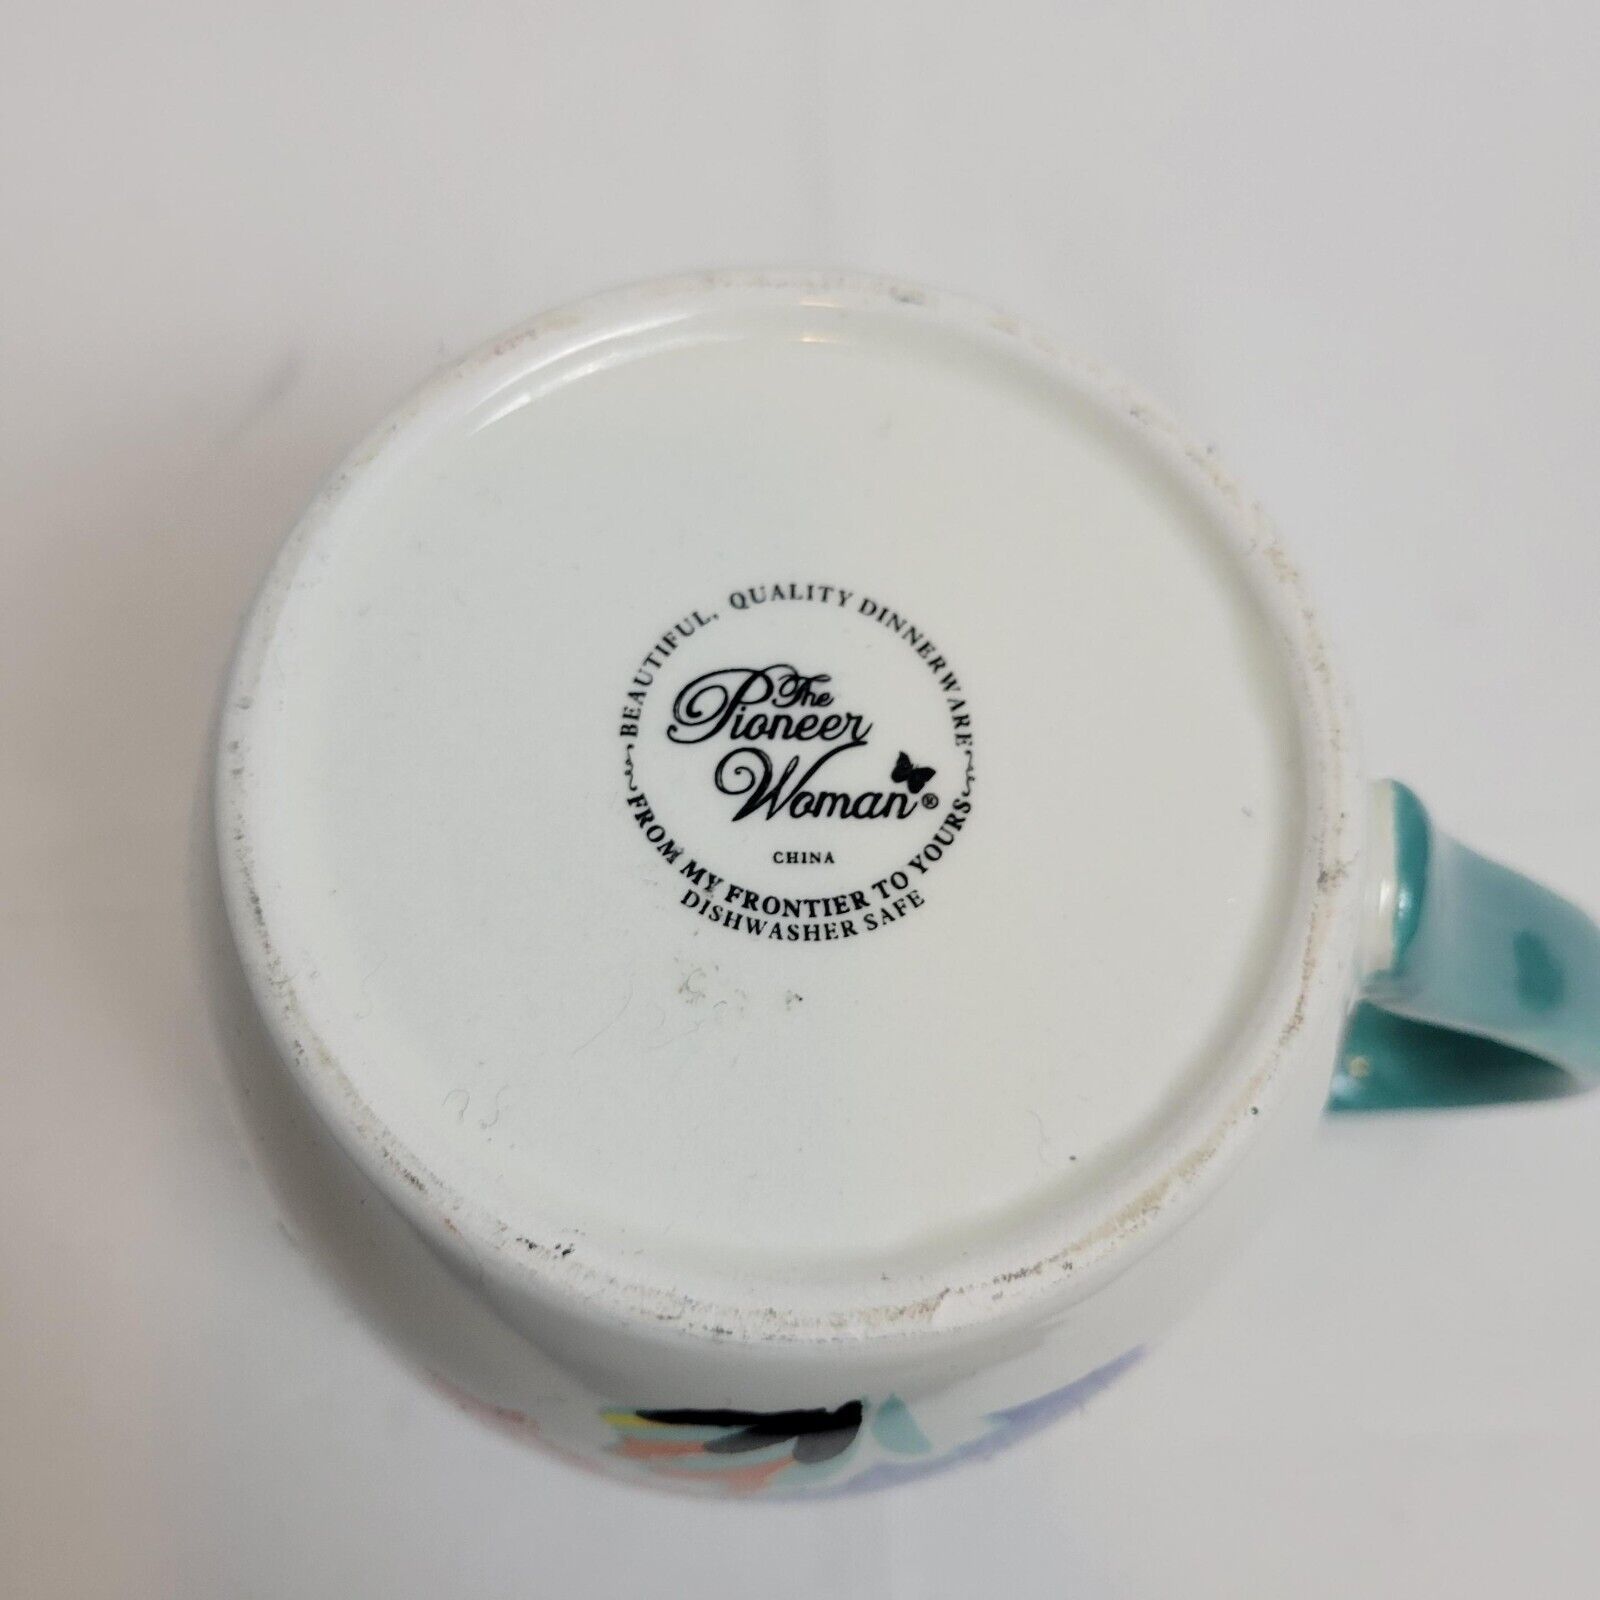 BEAUTIFUL, QUALITY DINNERWARE
The
Pioneer
Woman®
CHINA
FROM MY FRONTIER TO YOURS
DISHWASHER SAFE